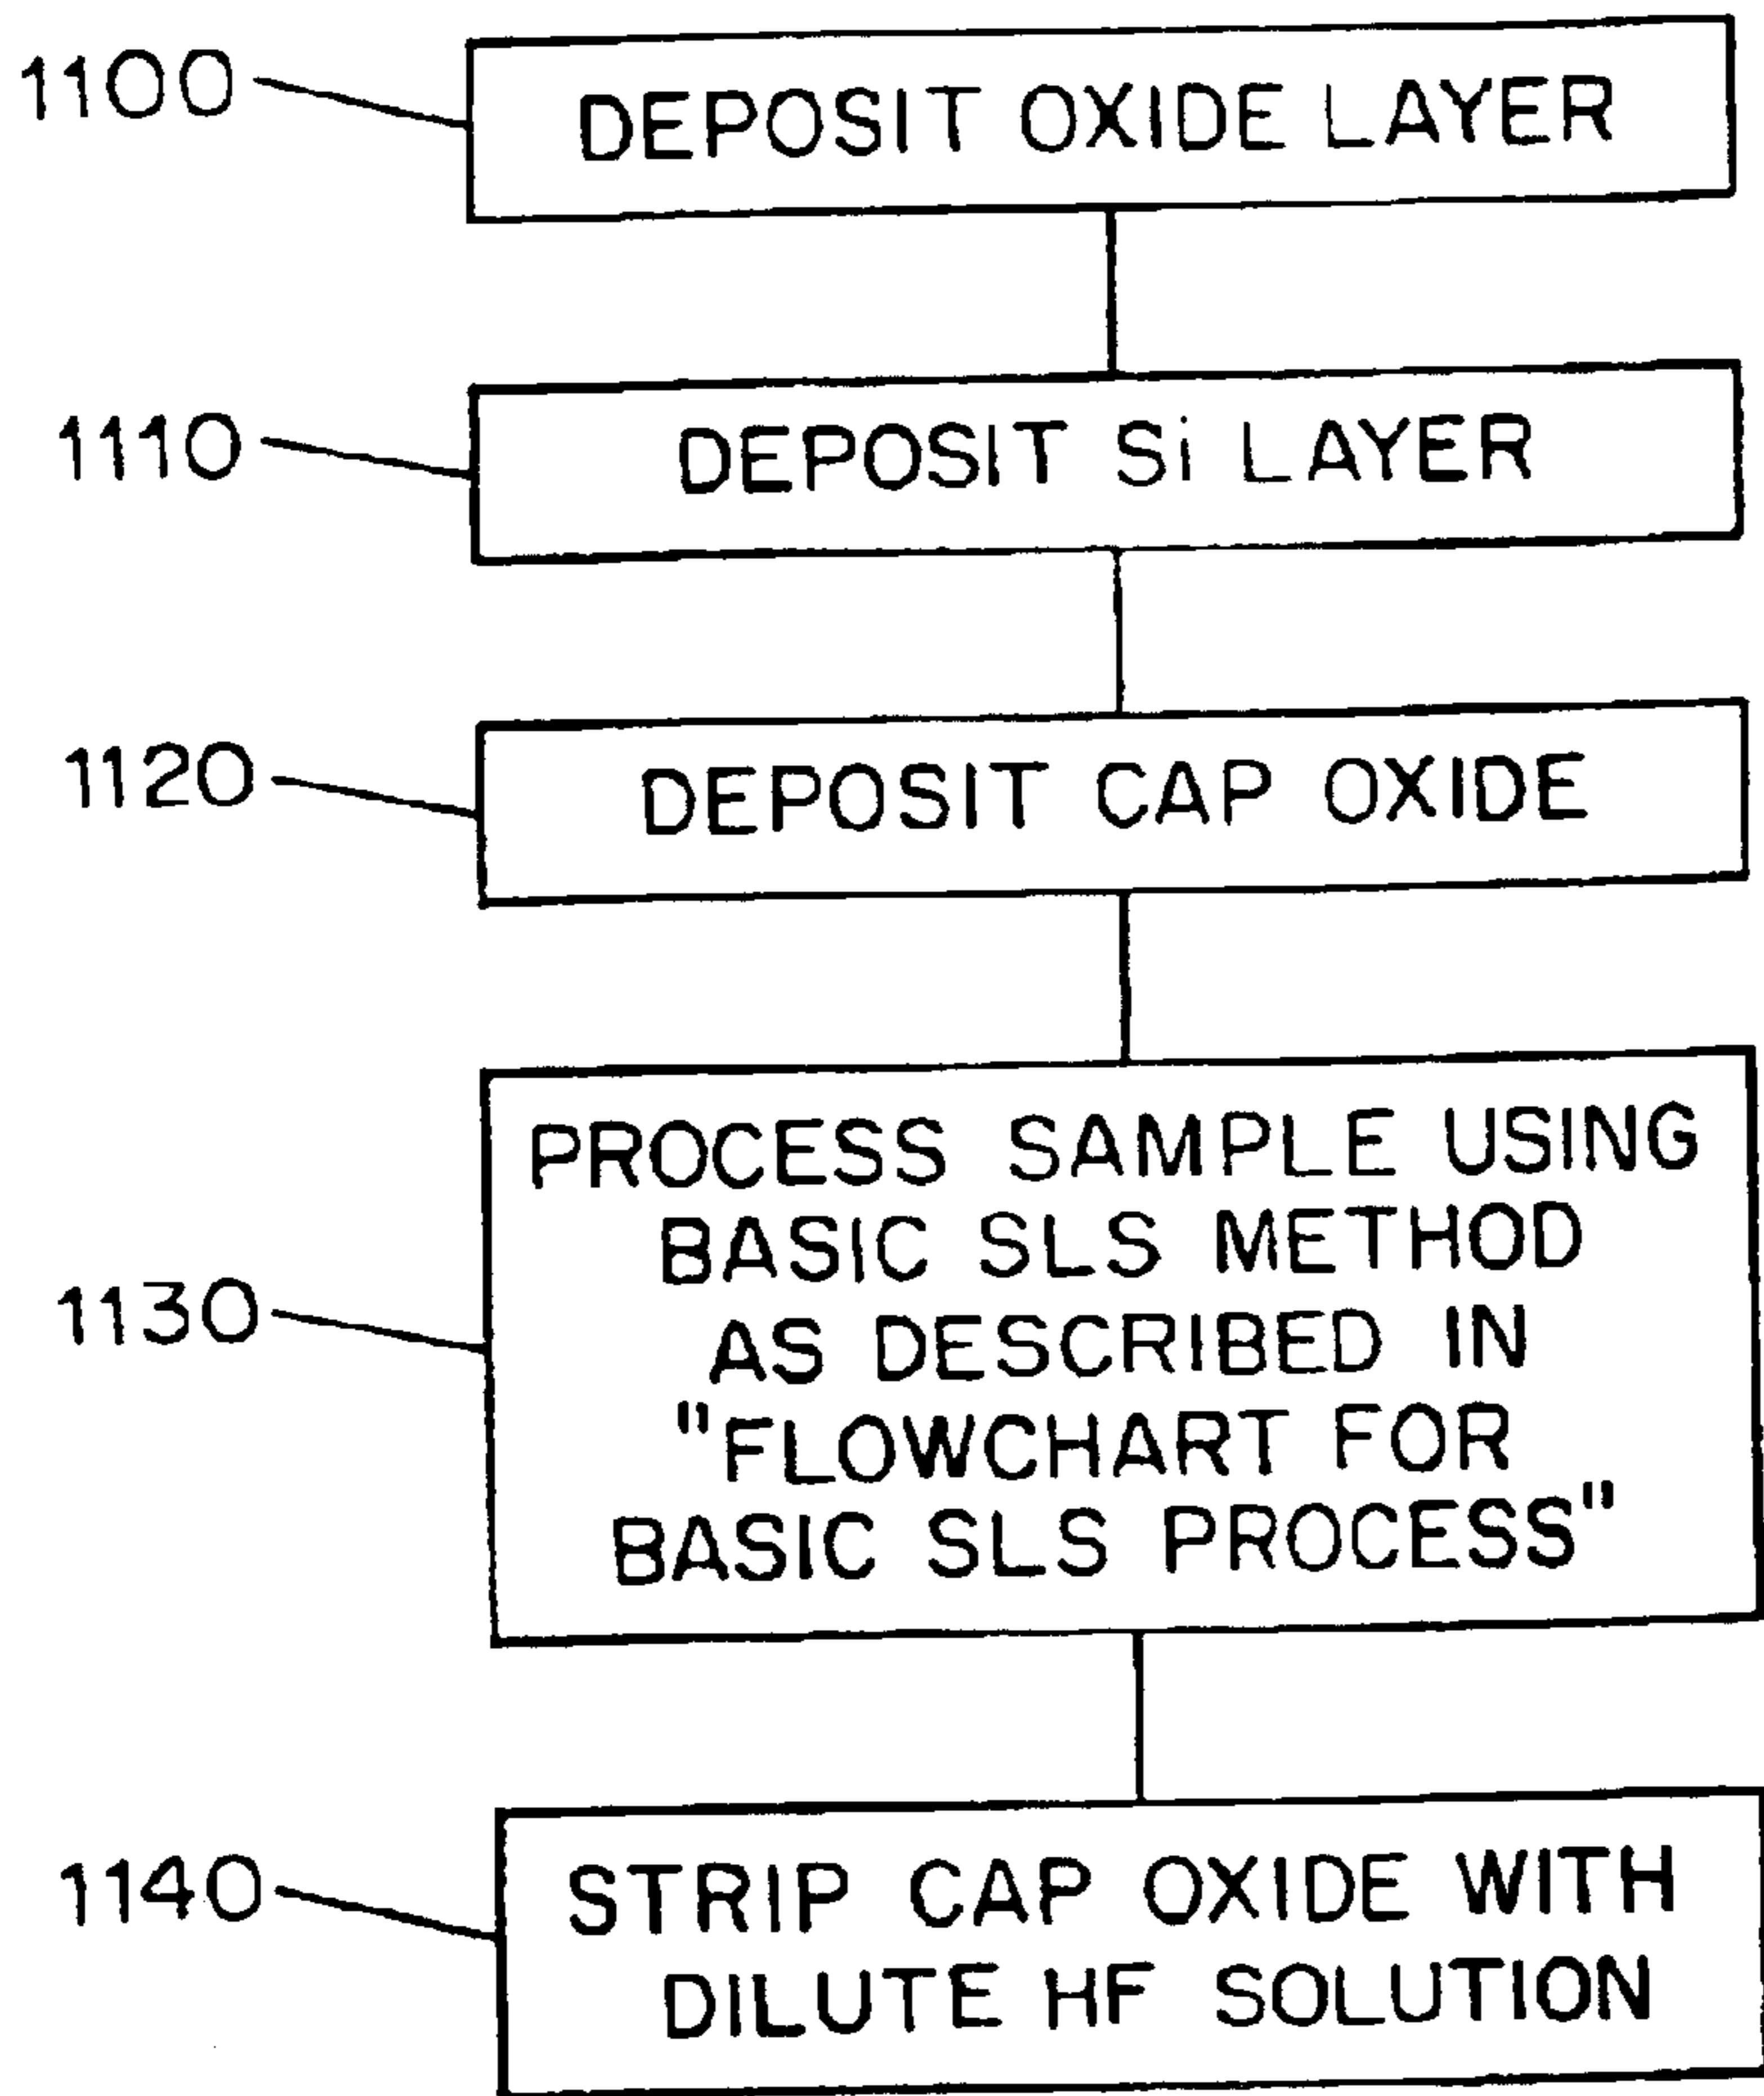 1100
DEPOSIT OXIDE LAYER
1110
DEPOSIT Si LAYER
1120
DEPOSIT CAP OXIDE
1130
PROCESS SAMPLE USING
BASIC SLS METHOD
AS DESCRIBED IN
"FLOWCHART FOR
BASIC SLS PROCESS"
1140
STRIP CAP OXIDE WITH
DILUTE HF SOLUTION